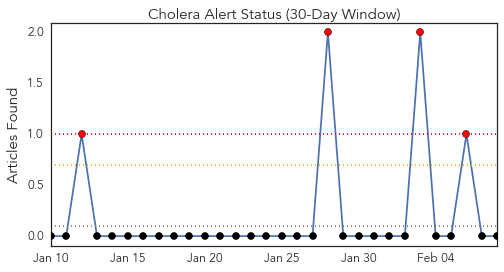 Cholera Alert Status (30-Day Window)
Articles Found
2.0
1.5
1.0
0.5
0.0
Jan 10
Jan 15
Jan 20
Jan 25
Jan 30
Feb 04